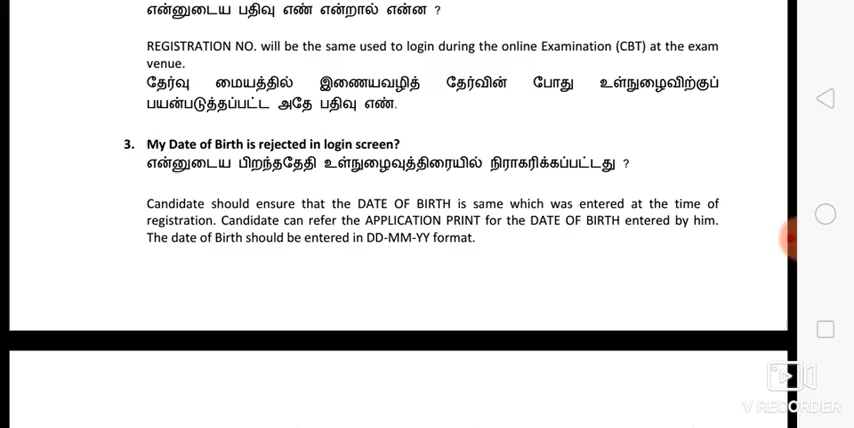 என்னுடைய பதிவு எண் என்றால் என்ன ?
REGISTRATION NO. will be the same used to login during the online Examination (CBT) at the exam
venue.
தேர்வு மையத்தில் இணையவழித் தேர்வின் போது உள்நுழைவிற்குப்
பயன்படுத்தப்பட்ட அதே பதிவு எண்.
3. My Date of Birth is rejected in login screen?
என்னுடைய பிறந்ததேதி உள்நுழைவுத்திரையில் நிராகரிக்கப்பட்டது ?
Candidate should ensure that the DATE OF BIRTH is same which was entered at the time of
registration. Candidate can refer the APPLICATION PRINT for the DATE OF BIRTH entered by him.
The date of Birth should be entered in DD-MM-YY format.
V RECORDER